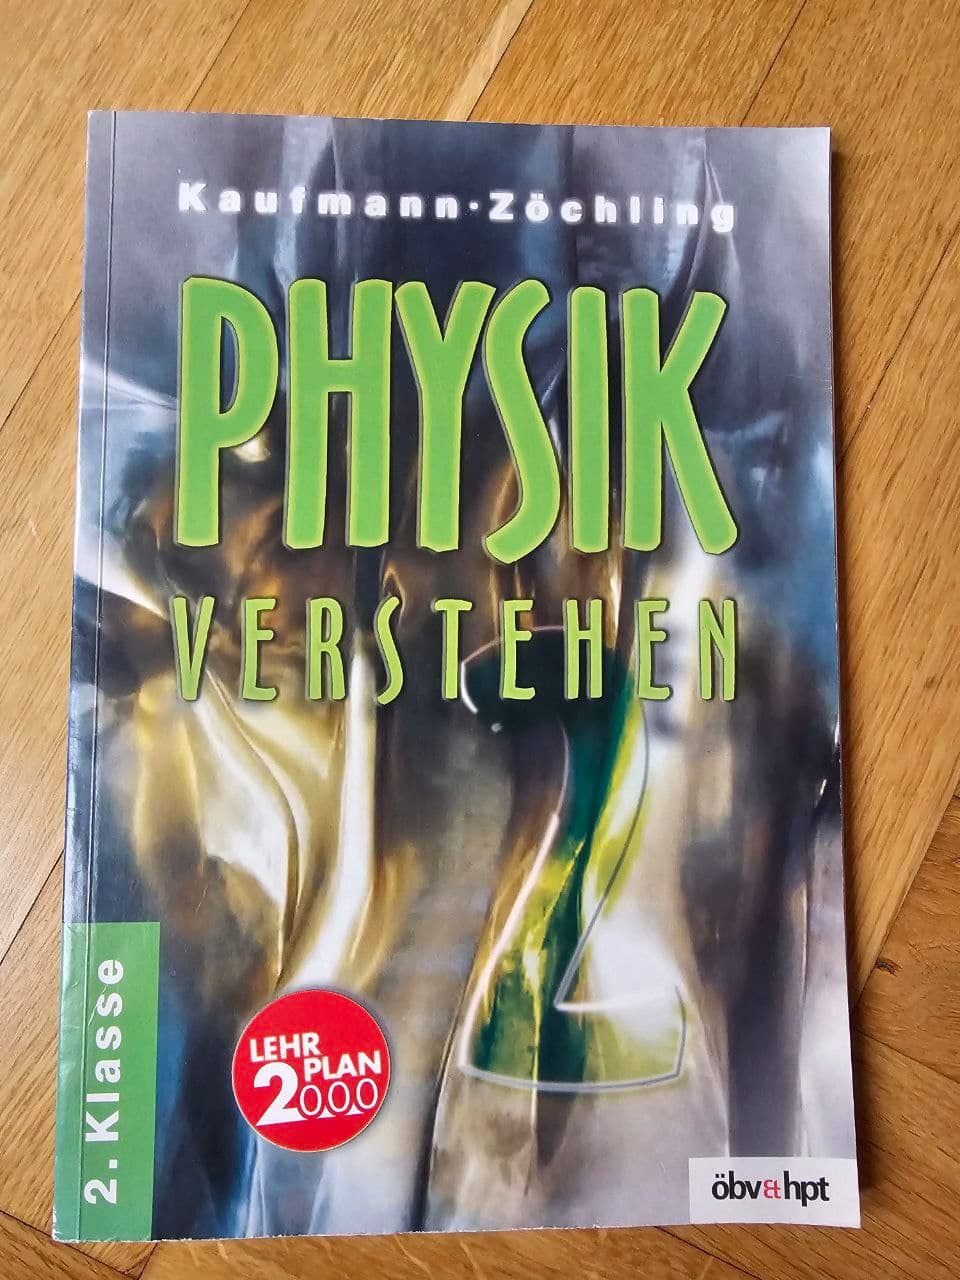 Kaufmann·Zöchling
PHYSIK
VERSTEHEN
2
2. Klasse
LEHR
PLAN
2000
öbv&hpt